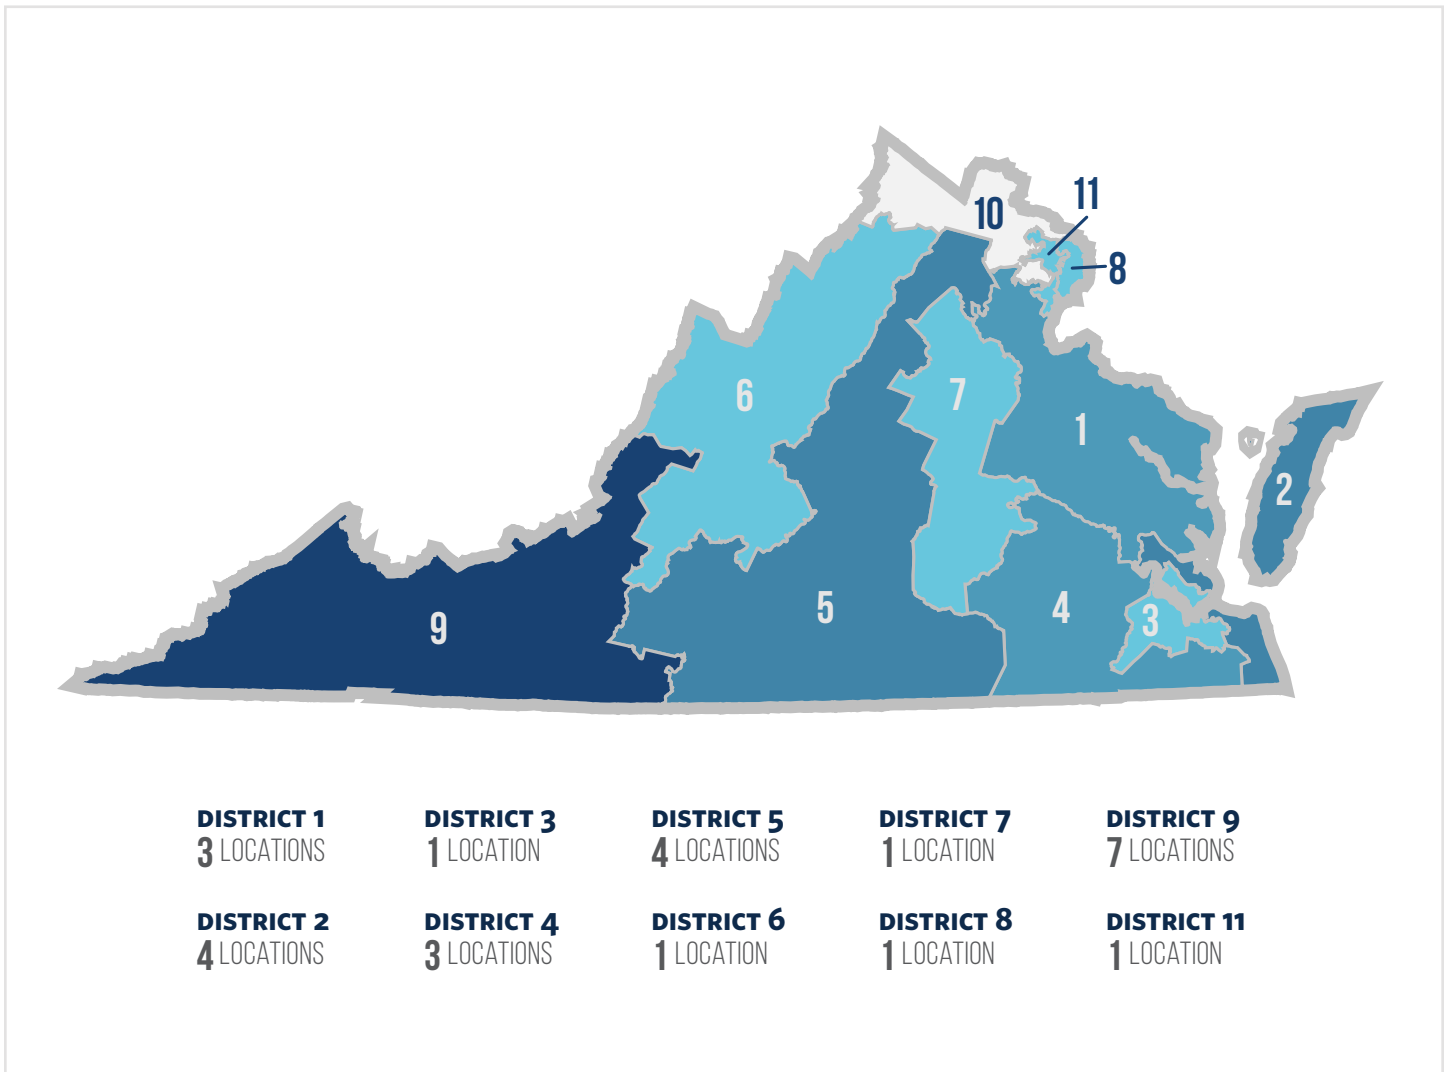 11
10
8
6
7
1
2
5
4
3
9
DISTRICT 1
3 LOCATIONS
DISTRICT 3
1 LOCATION
DISTRICT 5
4 LOCATIONS
DISTRICT 7
1 LOCATION
DISTRICT 9
7 LOCATIONS
DISTRICT 2
4 LOCATIONS
DISTRICT 4
3 LOCATIONS
DISTRICT 6
1 LOCATION
DISTRICT 8
1 LOCATION
DISTRICT 11
1 LOCATION